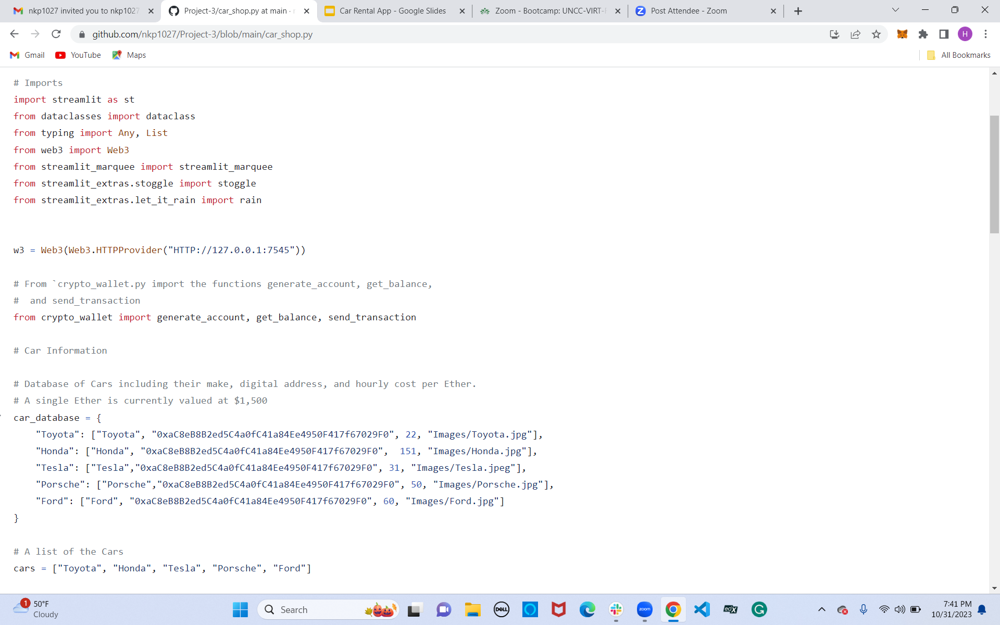 nkp1027 invited you to nkp1027
Project-3/car_shop.py at main ·
Car Rental App - Google Slides
Zoom - Bootcamp: UNCC-VIRT-
Post Attendee - Zoom
github.com/nkp1027/Project-3/blob/main/car_shop.py
H
Gmail
YouTube
Maps
All Bookmarks
# Imports
import streamlit as st
from dataclasses import dataclass
from typing import Any, List
from web3 import Web3
from streamlit_marquee import streamlit_marquee
from streamlit_extras.stoggle import stoggle
from streamlit_extras.let_it_rain import rain
w3 = Web3(Web3.HTTPProvider("HTTP://127.0.0.1:7545"))
# From `crypto_wallet.py import the functions generate_account, get_balance,
#  and send_transaction
from crypto_wallet import generate_account, get_balance, send_transaction
# Car Information
# Database of Cars including their make, digital address, and hourly cost per Ether.
# A single Ether is currently valued at $1,500
car_database = {
    "Toyota": ["Toyota", "0xaC8eB8B2ed5C4a0fC41a84Ee4950F417f67029F0", 22, "Images/Toyota.jpg"],
    "Honda": ["Honda", "0xaC8eB8B2ed5C4a0fC41a84Ee4950F417f67029F0",  151, "Images/Honda.jpg"],
    "Tesla": ["Tesla","0xaC8eB8B2ed5C4a0fC41a84Ee4950F417f67029F0", 31, "Images/Tesla.jpeg"],
    "Porsche": ["Porsche","0xaC8eB8B2ed5C4a0fC41a84Ee4950F417f67029F0", 50, "Images/Porsche.jpg"],
    "Ford": ["Ford", "0xaC8eB8B2ed5C4a0fC41a84Ee4950F417f67029F0", 60, "Images/Ford.jpg"]
}
# A list of the Cars
cars = ["Toyota", "Honda", "Tesla", "Porsche", "Ford"]
1
50°F
Cloudy
Search
DELL
zoom
edX
7:41 PM
10/31/2023